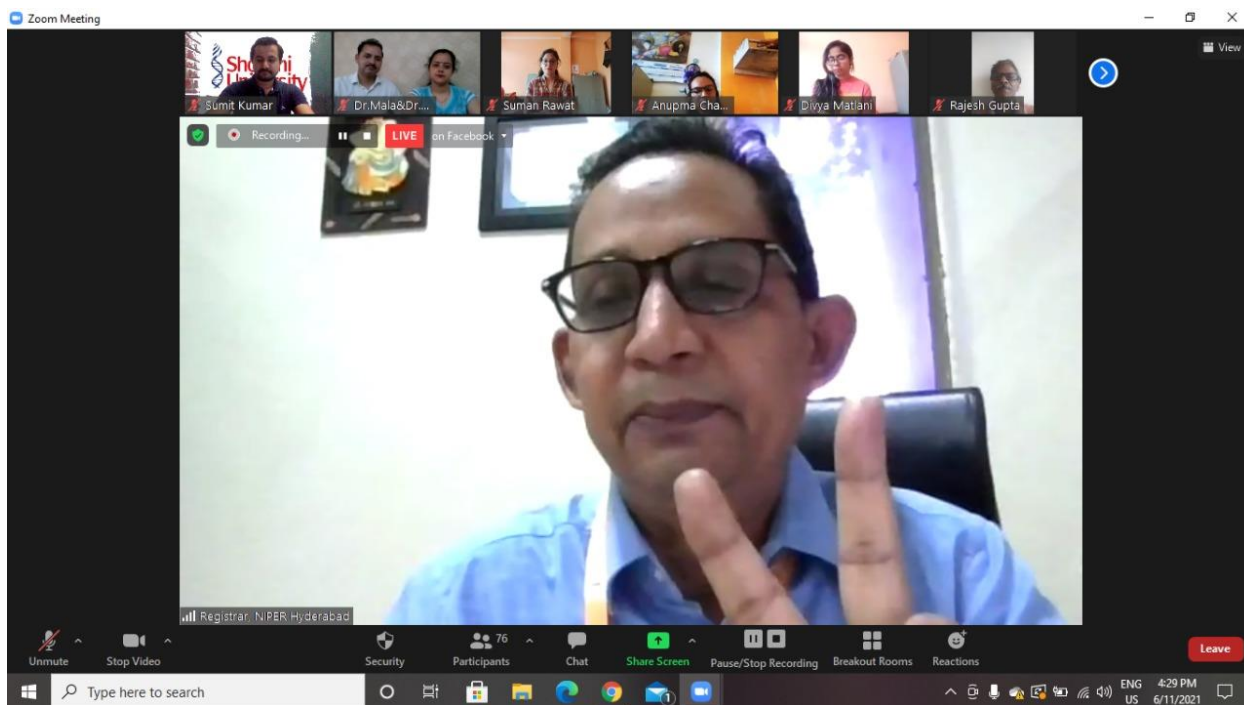 Zoom Meeting
View
Sumit Kumar
Dr.Mala&Dr....
Suman Rawat
Anupma Cha...
Divya Matlani
Rajesh Gupta
Recording...
LIVE
on Facebook
Registrar, NIPER Hyderabad
Unmute
Stop Video
Security
76
Participants
Chat
Share Screen
Pause/Stop Recording
Breakout Rooms
Reactions
Leave
Type here to search
1
ENG
US
4:29 PM
6/11/2021